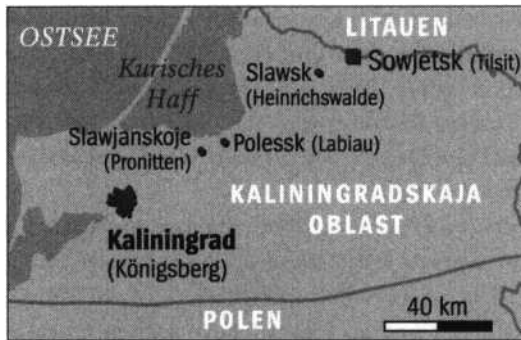 OSTSEE
LITAUEN
Kurisches
Haff
Slawsk
(Heinrichswalde)
Sowjetsk (Tilsit)
Slawjanskoje
(Pronitten)
Polessk (Labiau)
KALININGRADSKAJA
OBLAST
Kaliningrad
(Königsberg)
POLEN
40 km